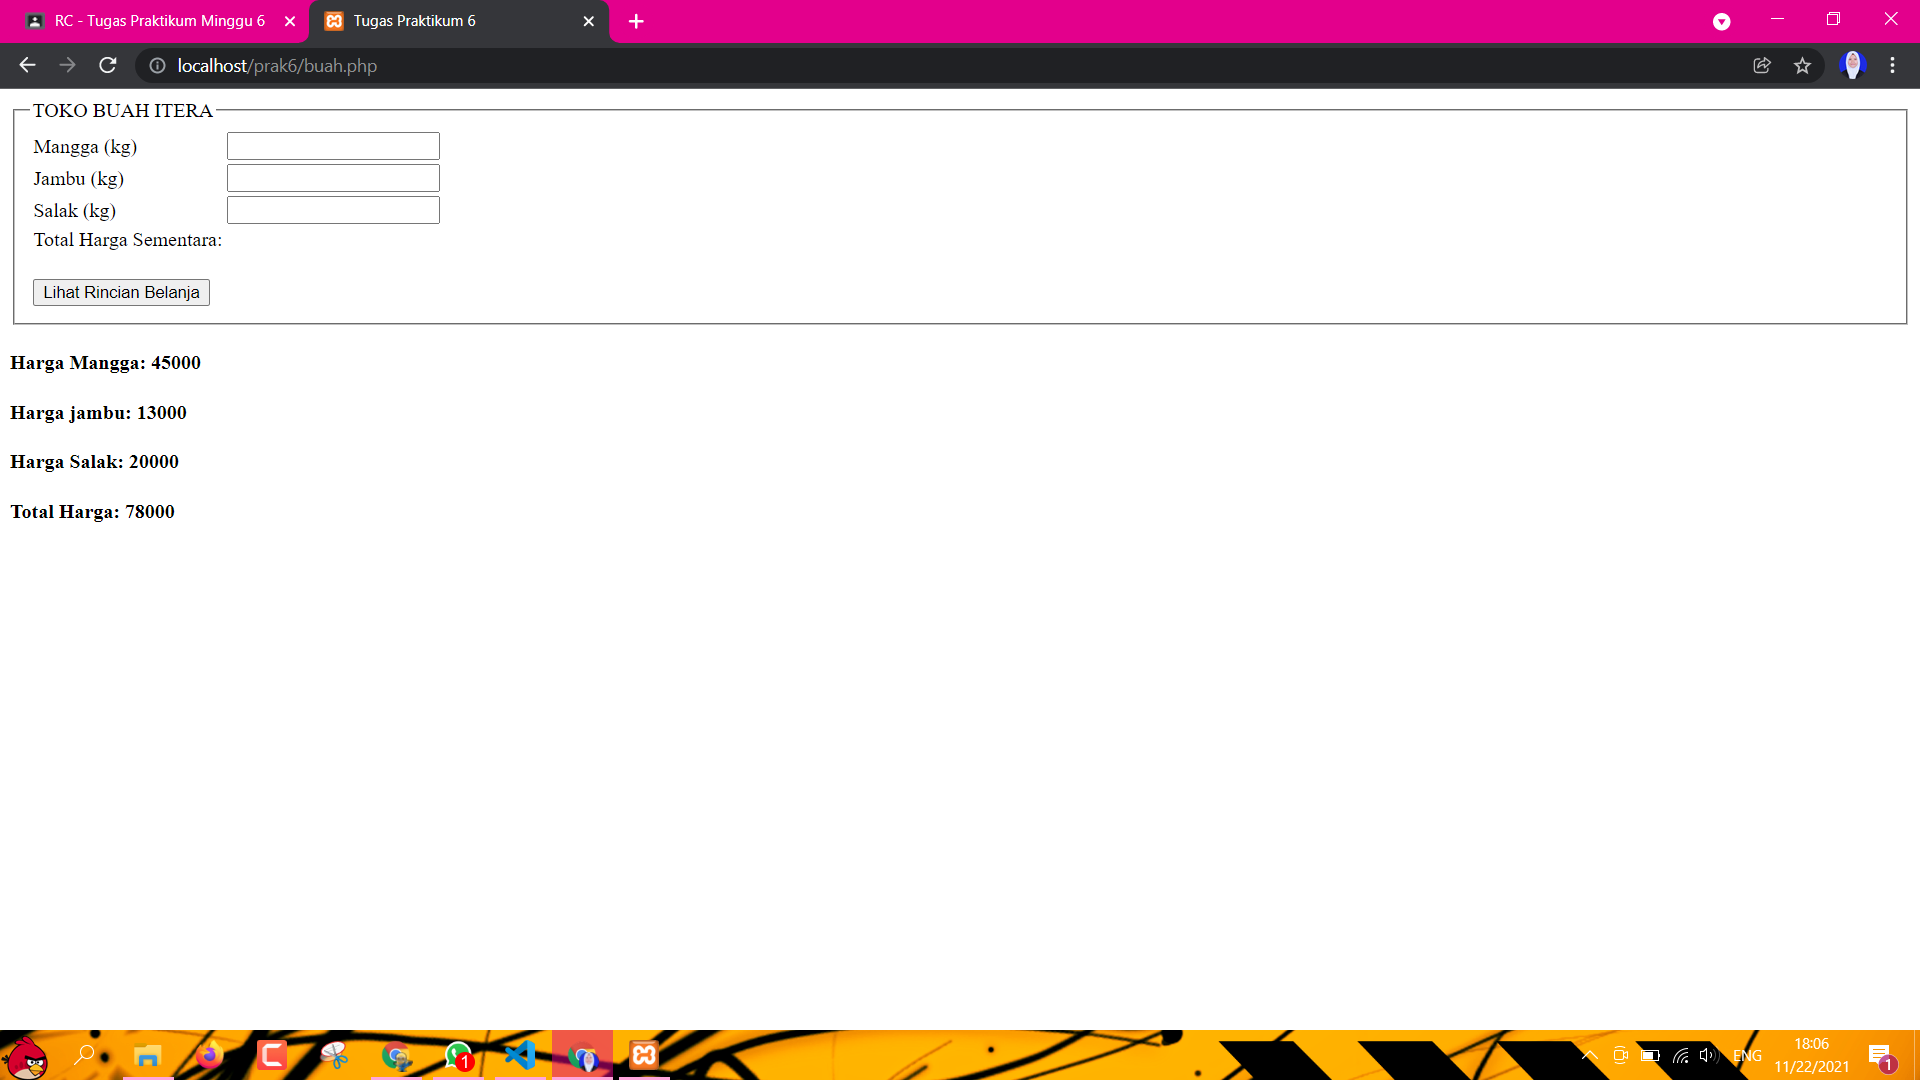 RC - Tugas Praktikum Minggu 6
Tugas Praktikum 6
localhost/prak6/buah.php
TOKO BUAH ITERA
Mangga (kg)
Jambu (kg)
Salak (kg)
Total Harga Sementara:
Lihat Rincian Belanja
Harga Mangga: 45000
Harga jambu: 13000
Harga Salak: 20000
Total Harga: 78000
1
ENG
18:06
11/22/2021
1